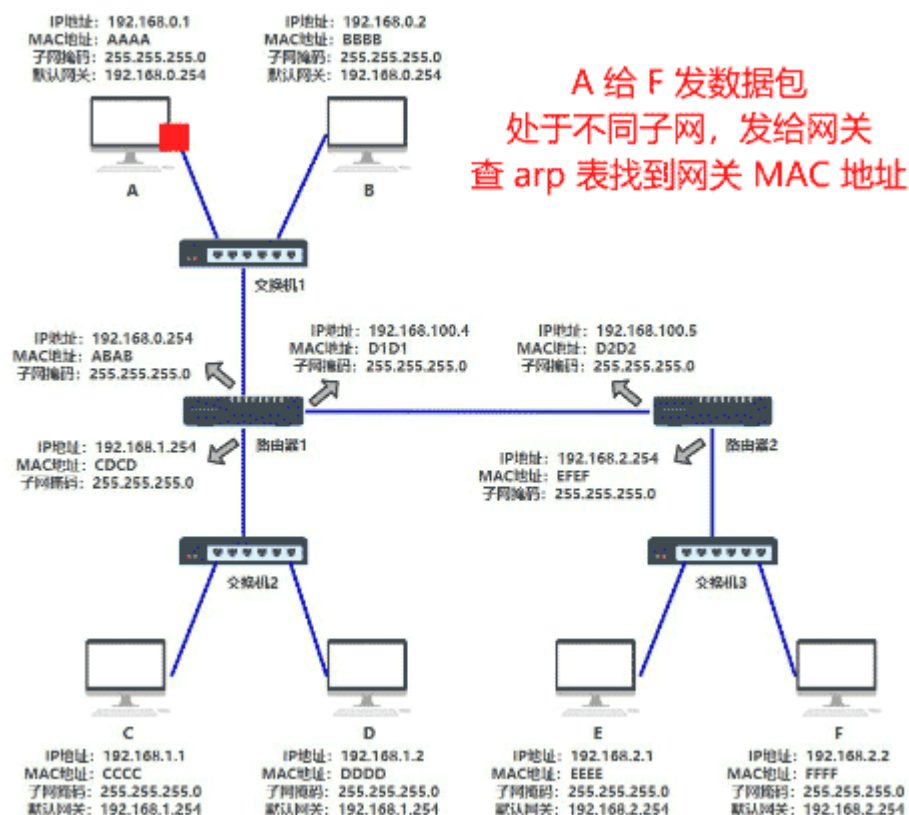 IP地址：192.168.0.1
MAC地址：AAAA
子网掩码：255.255.255.0
默认网关：192.168.0.254
IP地址：192.168.0.2
MAC地址：BBBB
子网掩码：255.255.255.0
默认网关：192.168.0.254
A 给 F 发数据包
处于不同子网，发给网关
查 arp 表找到网关 MAC 地址
A
B
交换机1
IP地址：192.168.0.254
MAC地址：ABAB
子网掩码：255.255.255.0
IP地址：192.168.100.4
MAC地址：D1D1
子网掩码：255.255.255.0
IP地址：192.168.100.5
MAC地址：D2D2
子网掩码：255.255.255.0
路由器1
路由器2
IP地址：192.168.1.254
MAC地址：CDCD
子网掩码：255.255.255.0
IP地址：192.168.2.254
MAC地址：EFEF
子网掩码：255.255.255.0
交换机2
交换机3
C
D
E
F
IP地址：192.168.1.1
MAC地址：CCCC
子网掩码：255.255.255.0
默认网关：192.168.1.254
IP地址：192.168.1.2
MAC地址：DDDD
子网掩码：255.255.255.0
默认网关：192.168.1.254
IP地址：192.168.2.1
MAC地址：EEEE
子网掩码：255.255.255.0
默认网关：192.168.2.254
IP地址：192.168.2.2
MAC地址：FFFF
子网掩码：255.255.255.0
默认网关：192.168.2.254